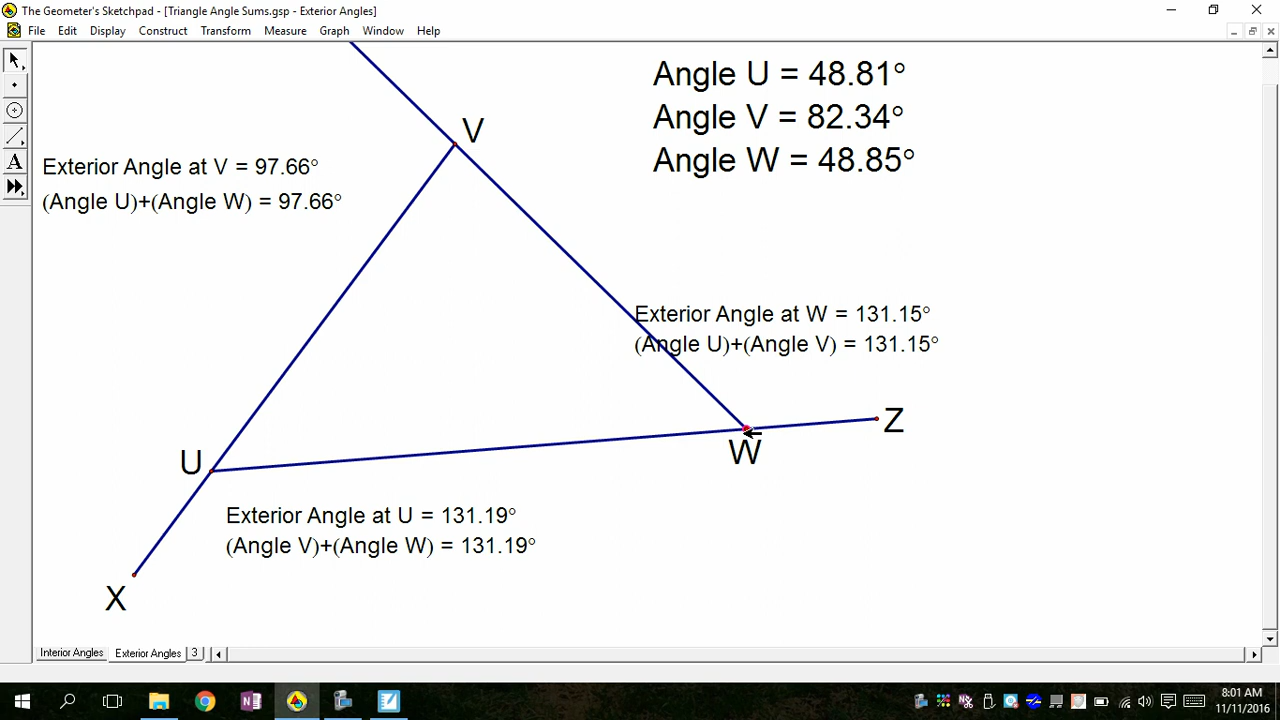 The Geometer's Sketchpad - [Triangle Angle Sums.gsp - Exterior Angles]
File Edit Display Construct Transform Measure Graph Window Help
Angle U = 48.81°
Angle V = 82.34°
Angle W = 48.85°
V
Exterior Angle at V = 97.66°
(Angle U)+(Angle W) = 97.66°
Exterior Angle at W = 131.15°
(Angle U)+(Angle V) = 131.15°
Z
W
U
Exterior Angle at U = 131.19°
(Angle V)+(Angle W) = 131.19°
X
A
Interior Angles Exterior Angles 3
8:01 AM
11/11/2016